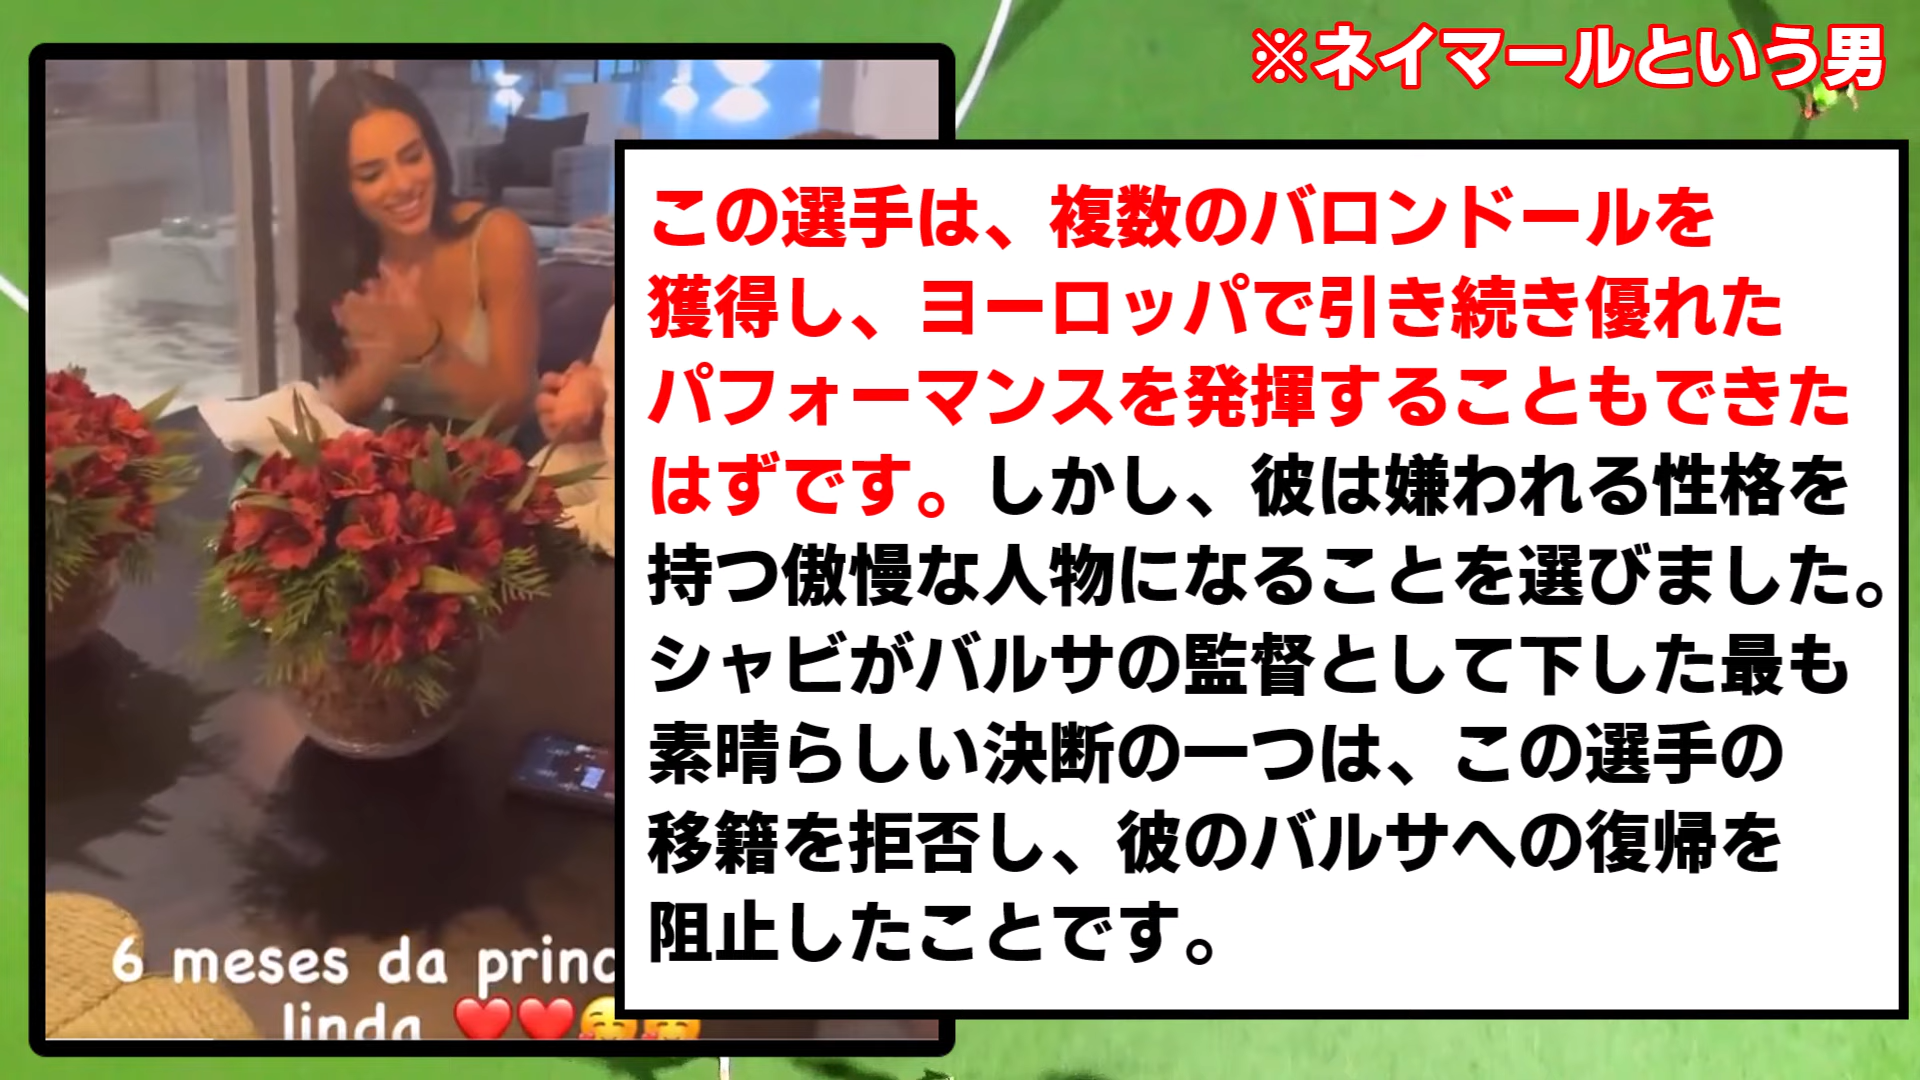 ※ネイマールという男
この選手は、複数のバロンドールを
獲得し、ヨーロッパで引き続き優れた
パフォーマンスを発揮することもできた
はずです。しかし、彼は嫌われる性格を
持つ傲慢な人物になることを選びました。
シャビがバルサの監督として下した最も
素晴らしい決断の一つは、この選手の
移籍を拒否し、彼のバルサへの復帰を
阻止したことです。
6 meses da princ
linda ❤️❤️🥰🥰